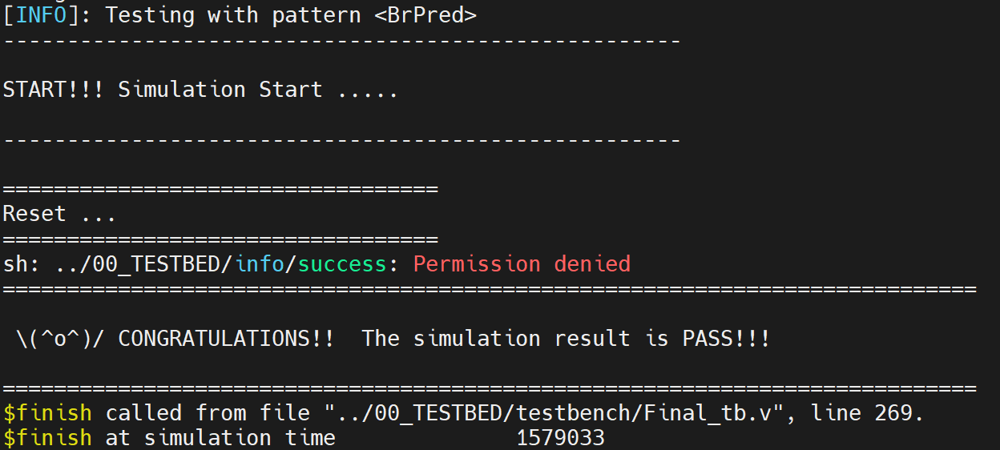 [INFO]: Testing with pattern <BrPred>
-----------------------------------------------------
START!!! Simulation Start .....
-----------------------------------------------------
==================================
Reset ...
==================================
sh: ../00_TESTBED/info/success: Permission denied
============================================================================
\(^o^)/ CONGRATULATIONS!!  The simulation result is PASS!!!
============================================================================
$finish called from file "../00_TESTBED/testbench/Final_tb.v", line 269.
$finish at simulation time              1579033